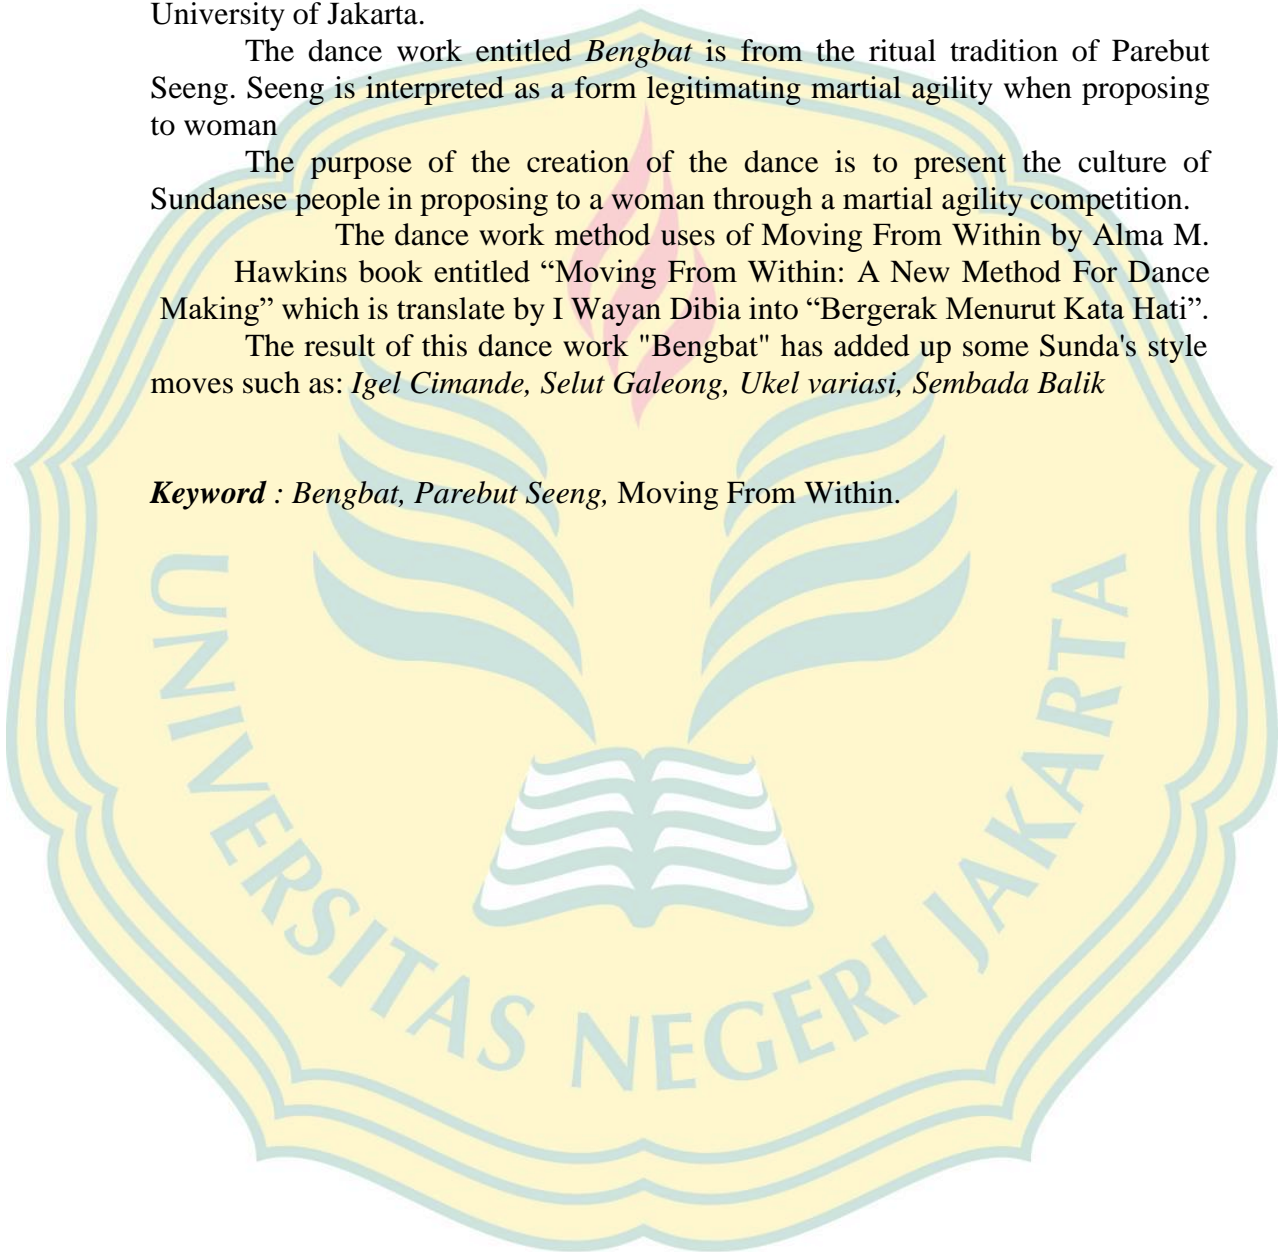 University of Jakarta.
The dance work entitled Bengbat is from the ritual tradition of Parebut
Seeng. Seeng is interpreted as a form legitimating martial agility when proposing
to woman
The purpose of the creation of the dance is to present the culture of
Sundanese people in proposing to a woman through a martial agility competition.
The dance work method uses of Moving From Within by Alma M.
Hawkins book entitled “Moving From Within: A New Method For Dance
Making” which is translate by I Wayan Dibia into “Bergerak Menurut Kata Hati”.
The result of this dance work "Bengbat" has added up some Sunda's style
moves such as: Igel Cimande, Selut Galeong, Ukel variasi, Sembada Balik
Keyword : Bengbat, Parebut Seeng, Moving From Within.
UNIVERSITAS NEGERI JAKARTA